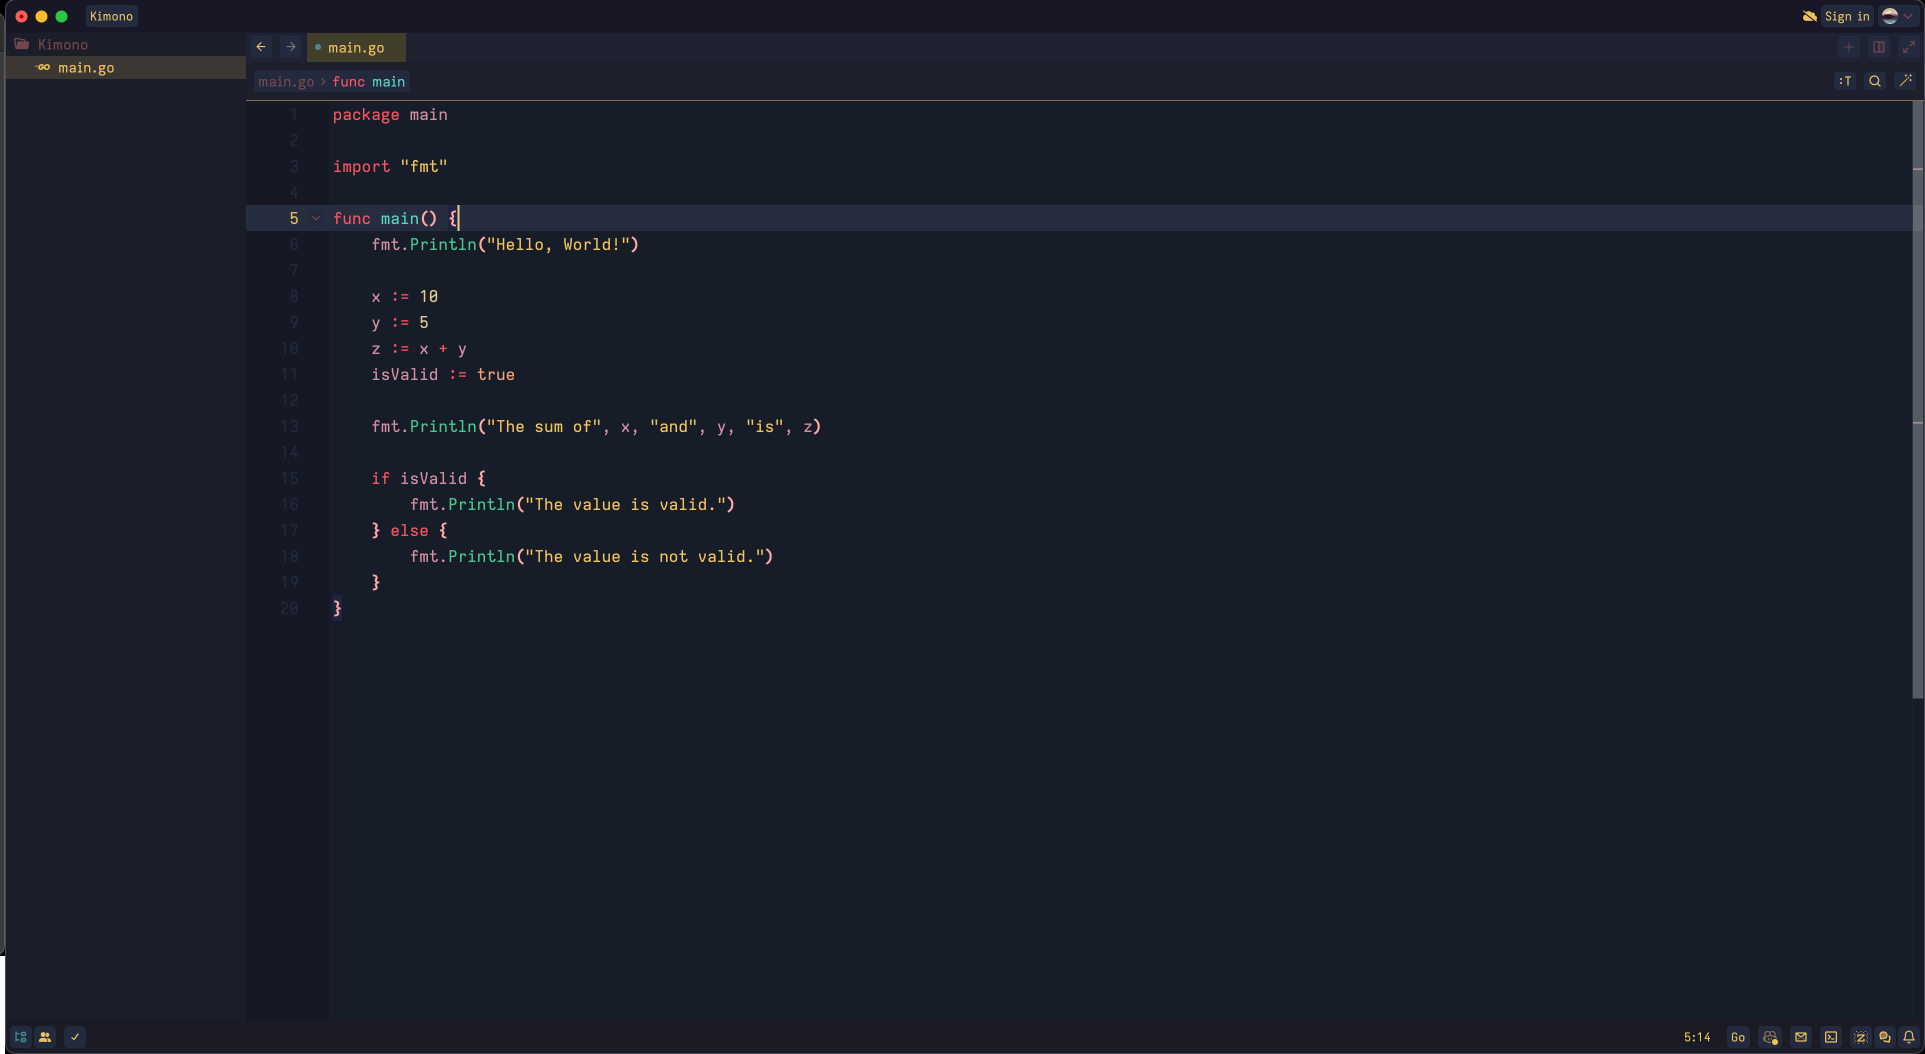 Kimono
Sign in
Kimono
main.go
main.go
main.go › func main
:T
1 package main
2
3 import "fmt"
4
5 func main() {
6     fmt.Println("Hello, World!")
7
8     x := 10
9     y := 5
10     z := x + y
11     isValid := true
12
13     fmt.Println("The sum of", x, "and", y, "is", z)
14
15     if isValid {
16         fmt.Println("The value is valid.")
17     } else {
18         fmt.Println("The value is not valid.")
19     }
20 }
5:14
Go